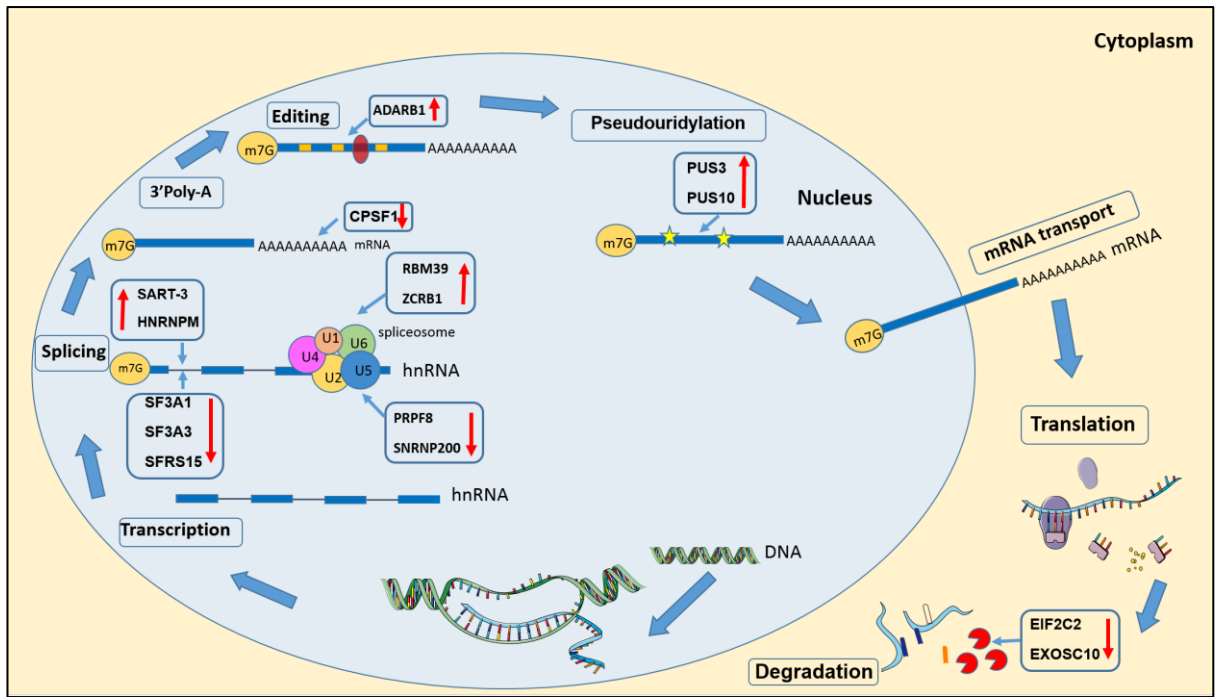 Cytoplasm
Editing
ADARB1
m7G
AAAAAAAAAA
Pseudouridylation
PUS3
PUS10
Nucleus
m7G
AAAAAAAAAA
3'Poly-A
CPSF1
m7G
AAAAAAAAAA mRNA
mRNA transport
AAAAAAAAAA mRNA
m7G
SART-3
HNRNPM
RBM39
ZCRB1
Splicing
m7G
U1
U4
U6
U2
U5
spliceosome
hnRNA
SF3A1
SF3A3
SFRS15
PRPF8
SNRNP200
Translation
hnRNA
Transcription
DNA
EIF2C2
EXOSC10
Degradation